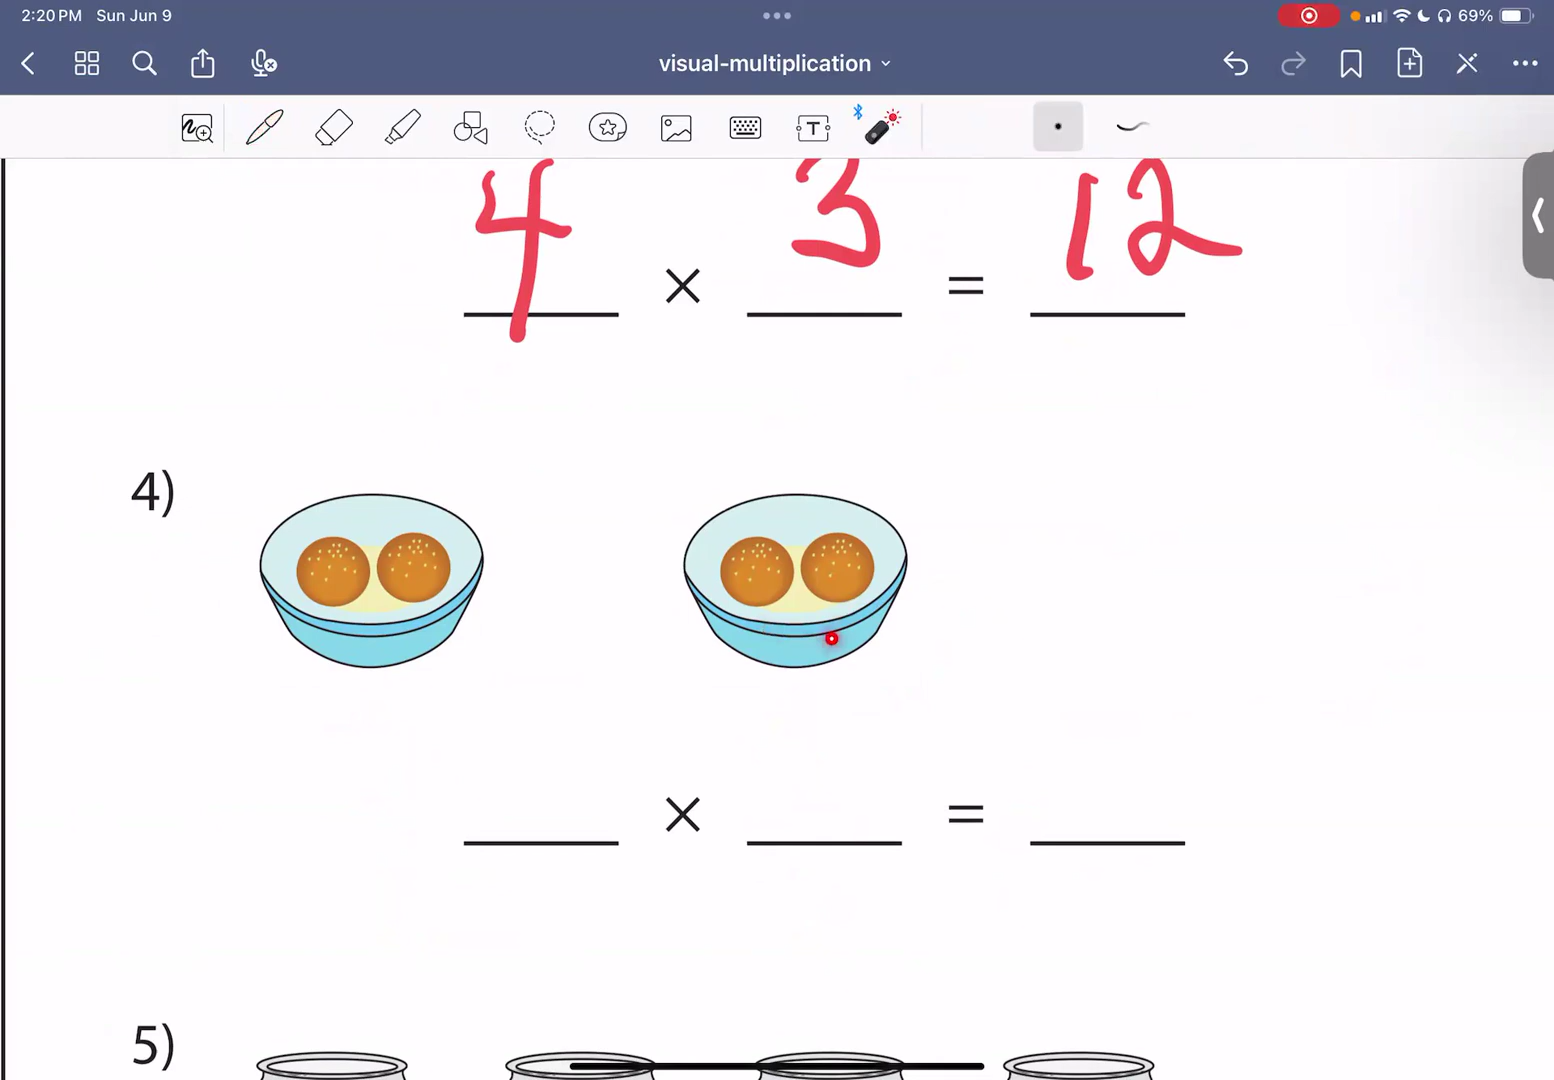 2:20 PM Sun Jun 9
69%
visual-multiplication
T
4 × 3 = 12
4)
× =
5)